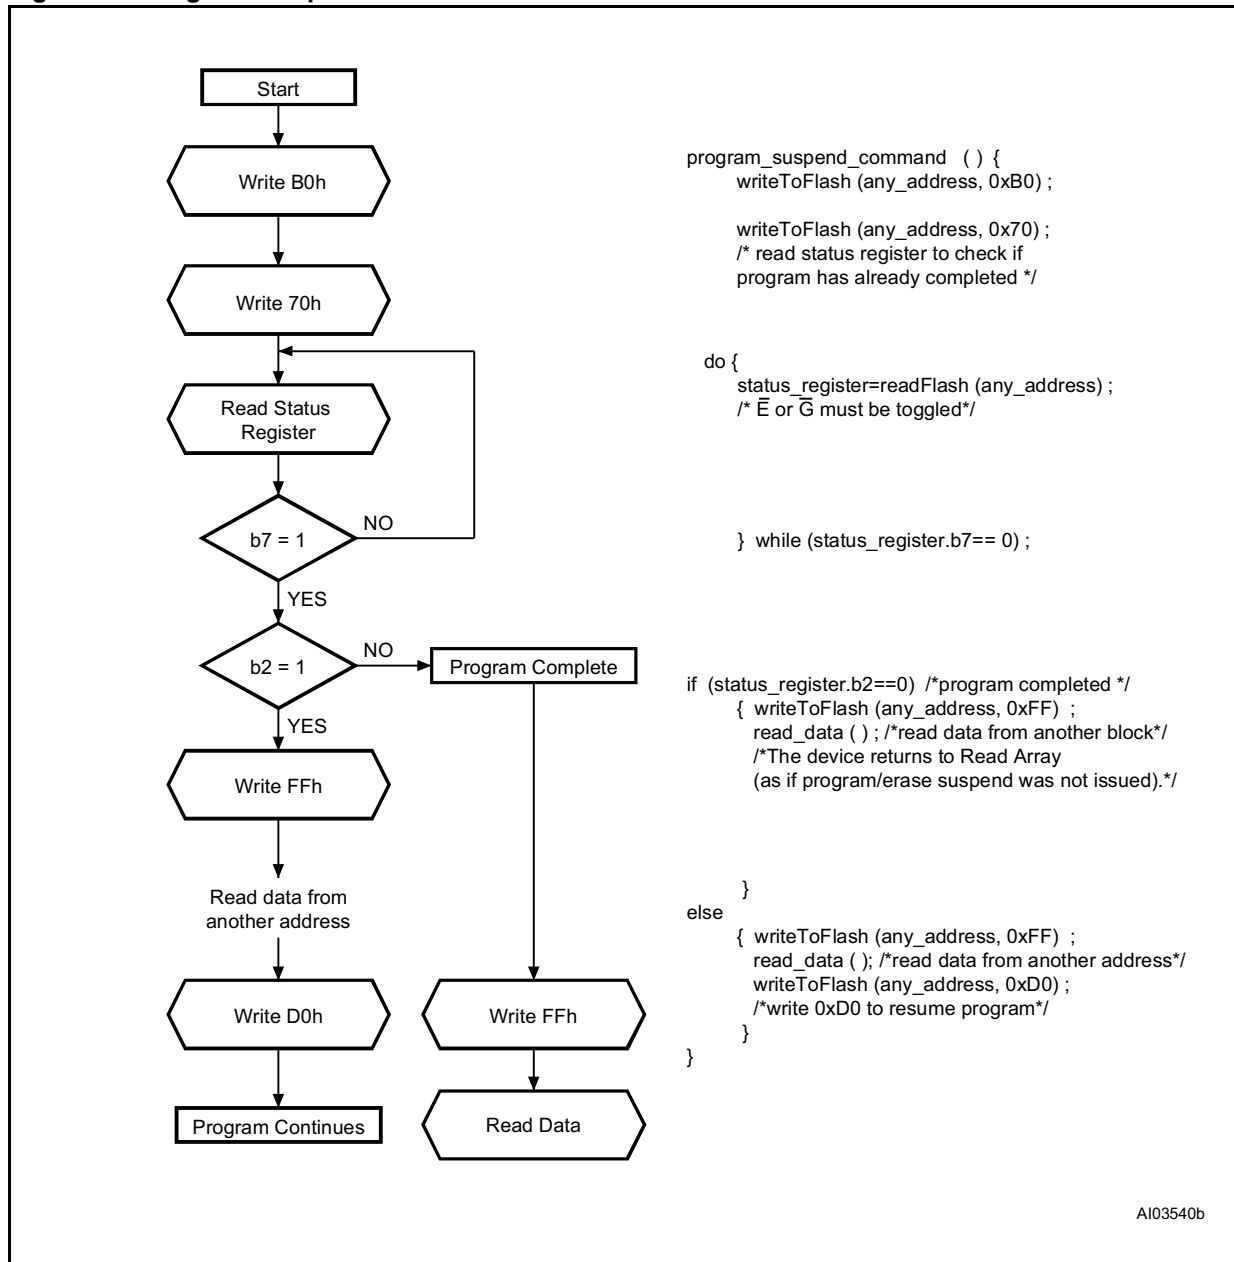 Start
Write B0h
Write 70h
Read Status
Register
b7 = 1
NO
YES
b2 = 1
NO
Program Complete
YES
Write FFh
Read data from
another address
Write D0h
Write FFh
Program Continues
Read Data
program_suspend_command ( ) {
writeToFlash (any_address, 0xB0) ;
writeToFlash (any_address, 0x70) ;
/* read status register to check if
program has already completed */
do {
status_register=readFlash (any_address) ;
/* E̅ or G̅ must be toggled*/
} while (status_register.b7== 0) ;
if (status_register.b2==0) /*program completed */
{ writeToFlash (any_address, 0xFF) ;
read_data ( ) ; /*read data from another block*/
/*The device returns to Read Array
(as if program/erase suspend was not issued).*/
}
else
{ writeToFlash (any_address, 0xFF) ;
read_data ( ); /*read data from another address*/
writeToFlash (any_address, 0xD0) ;
/*write 0xD0 to resume program*/
}
}
AI03540b